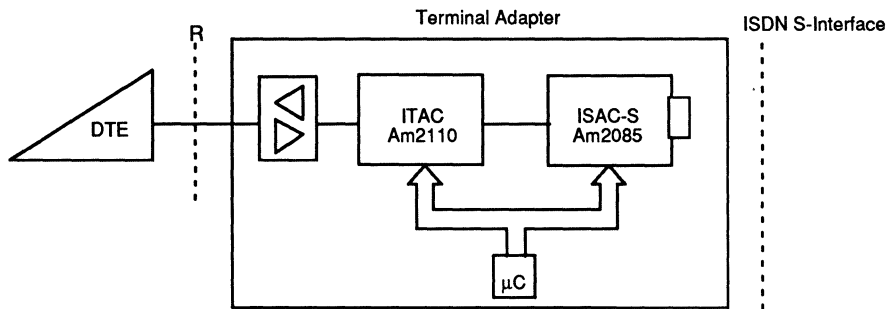 Terminal Adapter
ISDN S-Interface
R
DTE
ITAC
Am2110
ISAC-S
Am2085
μC